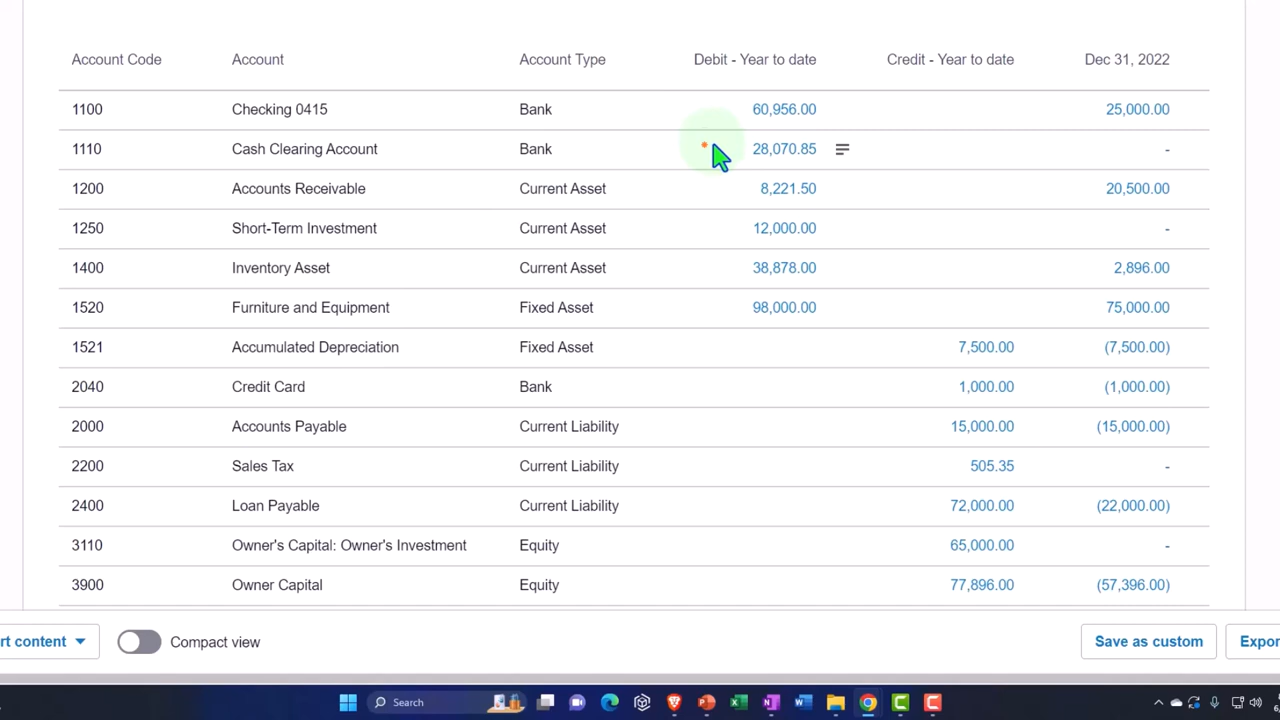 Account Code Account Account Type Debit - Year to date Credit - Year to date Dec 31, 2022
1100 Checking 0415 Bank 60,956.00 25,000.00
1110 Cash Clearing Account Bank 28,070.85 -
1200 Accounts Receivable Current Asset 8,221.50 20,500.00
1250 Short-Term Investment Current Asset 12,000.00 -
1400 Inventory Asset Current Asset 38,878.00 2,896.00
1520 Furniture and Equipment Fixed Asset 98,000.00 75,000.00
1521 Accumulated Depreciation Fixed Asset 7,500.00 (7,500.00)
2040 Credit Card Bank 1,000.00 (1,000.00)
2000 Accounts Payable Current Liability 15,000.00 (15,000.00)
2200 Sales Tax Current Liability 505.35 -
2400 Loan Payable Current Liability 72,000.00 (22,000.00)
3110 Owner's Capital: Owner's Investment Equity 65,000.00 -
3900 Owner Capital Equity 77,896.00 (57,396.00)
rt content Compact view Save as custom Expor
Search